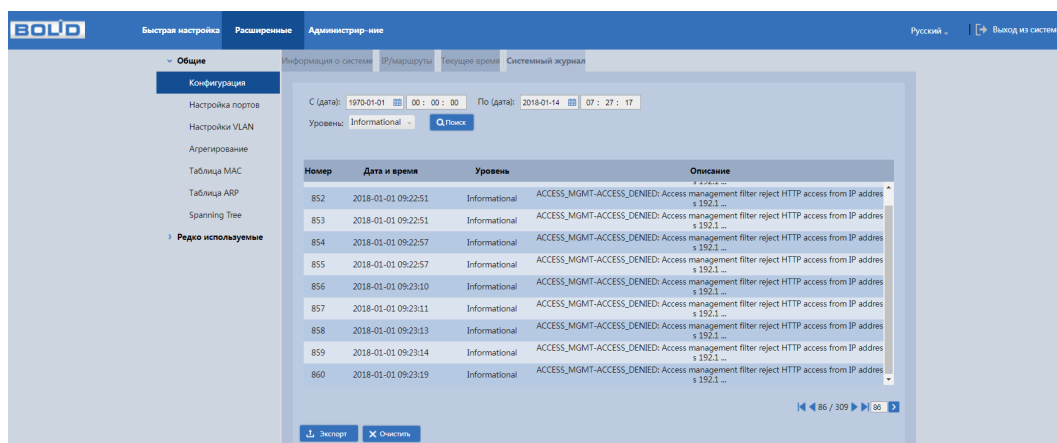 BOLID
Быстрая настройка Расширенные Администрир-ние Русский Выход из систем
Общие
Конфигурация
Настройка портов
Настройки VLAN
Агрегирование
Таблица MAC
Таблица ARP
Spanning Tree
Редко используемые
Информация о системе IP/маршруты Текущее время Системный журнал
С (дата): 1970-01-01 00 : 00 : 00 По (дата): 2018-01-14 07 : 27 : 17
Уровень: Informational Поиск
Номер Дата и время Уровень Описание
s 192.1 ...
852 2018-01-01 09:22:51 Informational ACCESS_MGMT-ACCESS_DENIED: Access management filter reject HTTP access from IP addres
s 192.1 ...
853 2018-01-01 09:22:51 Informational ACCESS_MGMT-ACCESS_DENIED: Access management filter reject HTTP access from IP addres
s 192.1 ...
854 2018-01-01 09:22:57 Informational ACCESS_MGMT-ACCESS_DENIED: Access management filter reject HTTP access from IP addres
s 192.1 ...
855 2018-01-01 09:22:57 Informational ACCESS_MGMT-ACCESS_DENIED: Access management filter reject HTTP access from IP addres
s 192.1 ...
856 2018-01-01 09:23:10 Informational ACCESS_MGMT-ACCESS_DENIED: Access management filter reject HTTP access from IP addres
s 192.1 ...
857 2018-01-01 09:23:11 Informational ACCESS_MGMT-ACCESS_DENIED: Access management filter reject HTTP access from IP addres
s 192.1 ...
858 2018-01-01 09:23:13 Informational ACCESS_MGMT-ACCESS_DENIED: Access management filter reject HTTP access from IP addres
s 192.1 ...
859 2018-01-01 09:23:14 Informational ACCESS_MGMT-ACCESS_DENIED: Access management filter reject HTTP access from IP addres
s 192.1 ...
860 2018-01-01 09:23:19 Informational ACCESS_MGMT-ACCESS_DENIED: Access management filter reject HTTP access from IP addres
s 192.1 ...
86 / 309 86
Экспорт Очистить